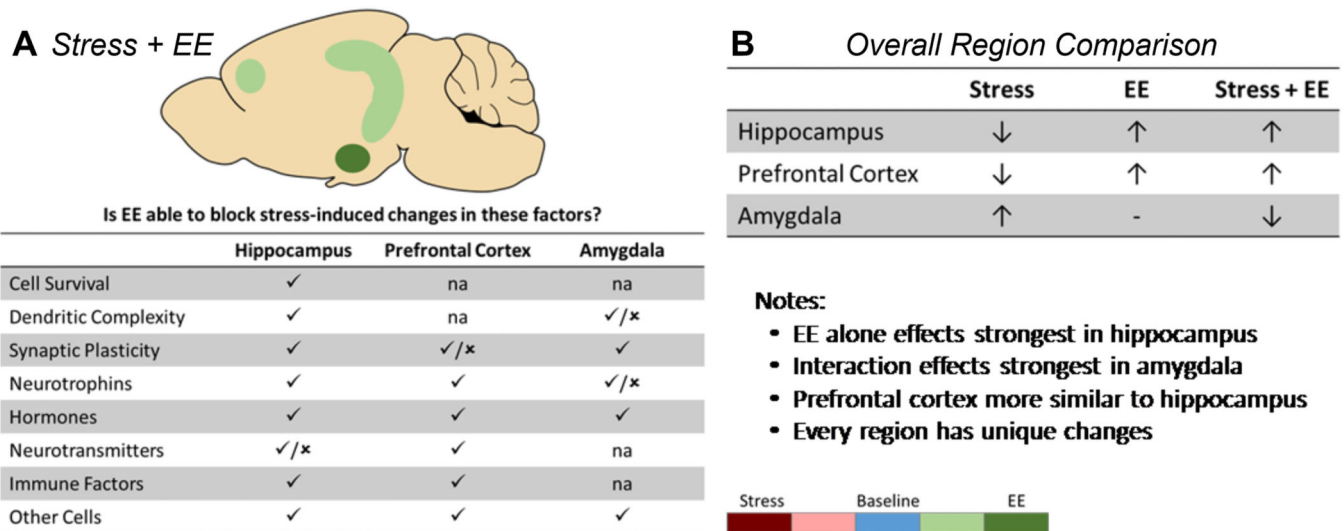 A Stress + EE
Is EE able to block stress-induced changes in these factors?
Hippocampus Prefrontal Cortex Amygdala
Cell Survival ✓ na na
Dendritic Complexity ✓ na ✓/✘
Synaptic Plasticity ✓ ✓/✘ ✓
Neurotrophins ✓ ✓ ✓/✘
Hormones ✓ ✓ ✓
Neurotransmitters ✓/✘ ✓ na
Immune Factors ✓ ✓ na
Other Cells ✓ ✓ ✓
B Overall Region Comparison
Stress EE Stress + EE
Hippocampus ↓ ↑ ↑
Prefrontal Cortex ↓ ↑ ↑
Amygdala ↑ - ↓
Notes:
• EE alone effects strongest in hippocampus
• Interaction effects strongest in amygdala
• Prefrontal cortex more similar to hippocampus
• Every region has unique changes
Stress Baseline EE